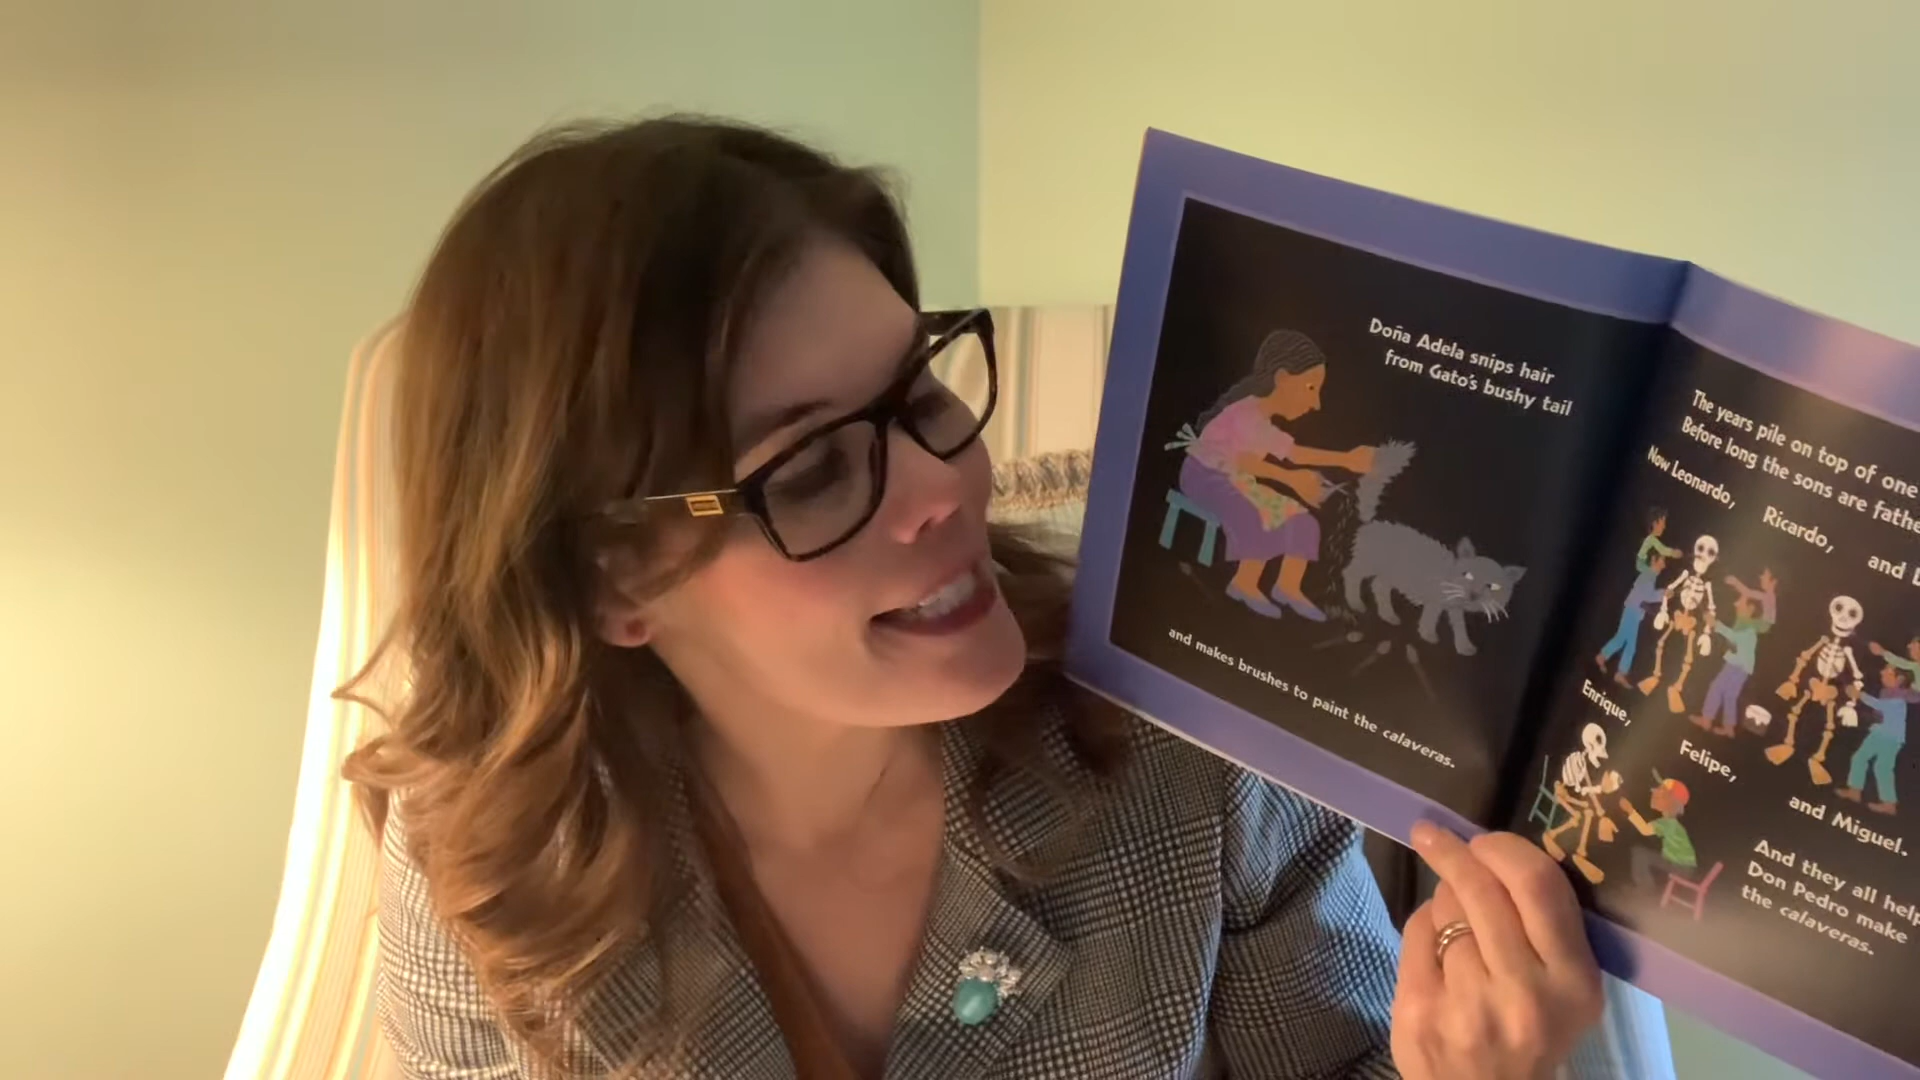 Doña Adela snips hair
from Gato's bushy tail
and makes brushes to paint the calaveras.
The years pile on top of one
Before long the sons are
Now Leonardo,
Ricardo,
and
Enrique,
Felipe,
and Miguel.
And they all help
Don Pedro make
the calaveras.